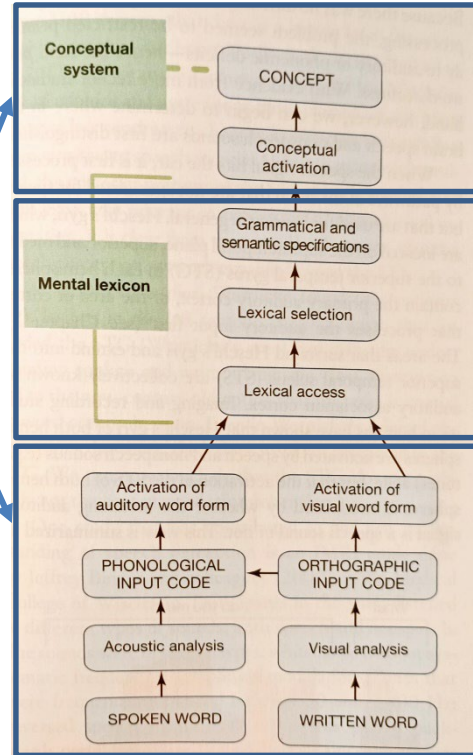 Conceptual
system
CONCEPT
Conceptual
activation
Grammatical and
semantic specifications
Mental lexicon
Lexical selection
Lexical access
Activation of
auditory word form
Activation of
visual word form
PHONOLOGICAL
INPUT CODE
ORTHOGRAPHIC
INPUT CODE
Acoustic analysis
Visual analysis
SPOKEN WORD
WRITTEN WORD